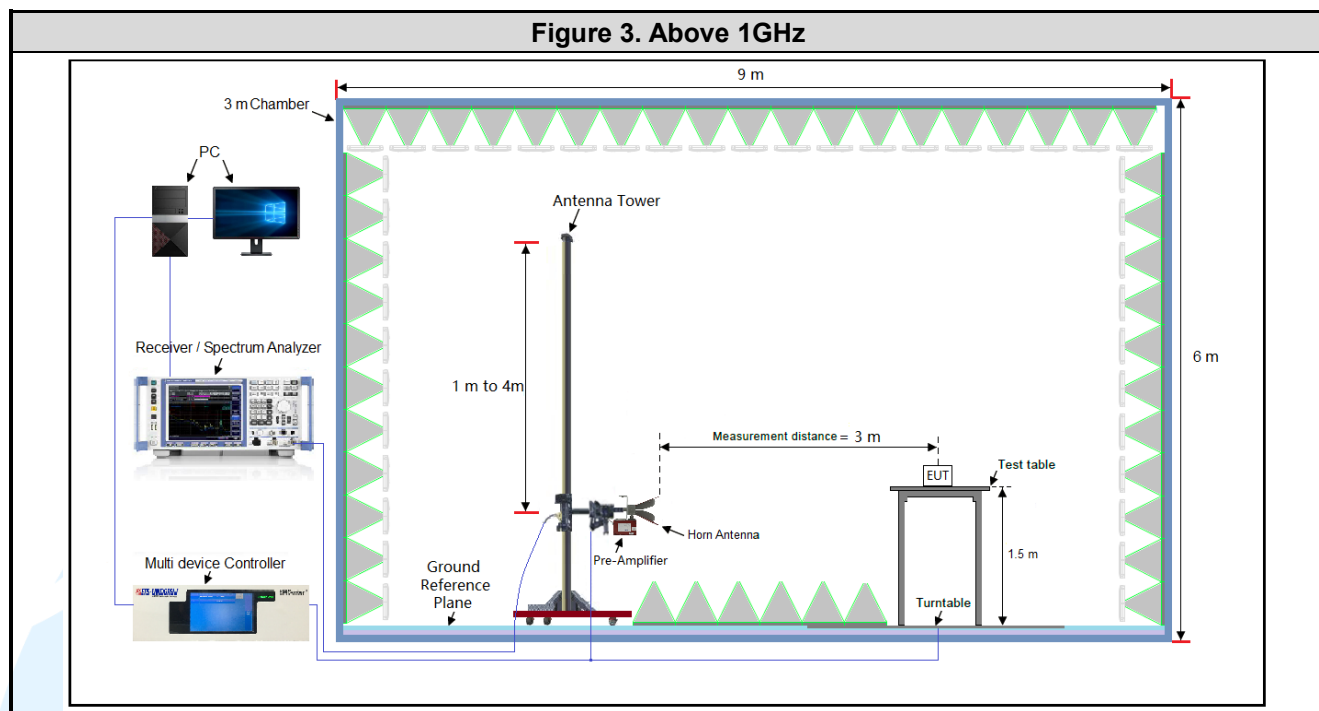 Figure 3. Above 1GHz
9 m
3 m Chamber
PC
Antenna Tower
Receiver / Spectrum Analyzer
6 m
1 m to 4m
Measurement distance = 3 m
EUT
Test table
Horn Antenna
Pre-Amplifier
1.5 m
Multi device Controller
Ground
Reference
Plane
Turntable